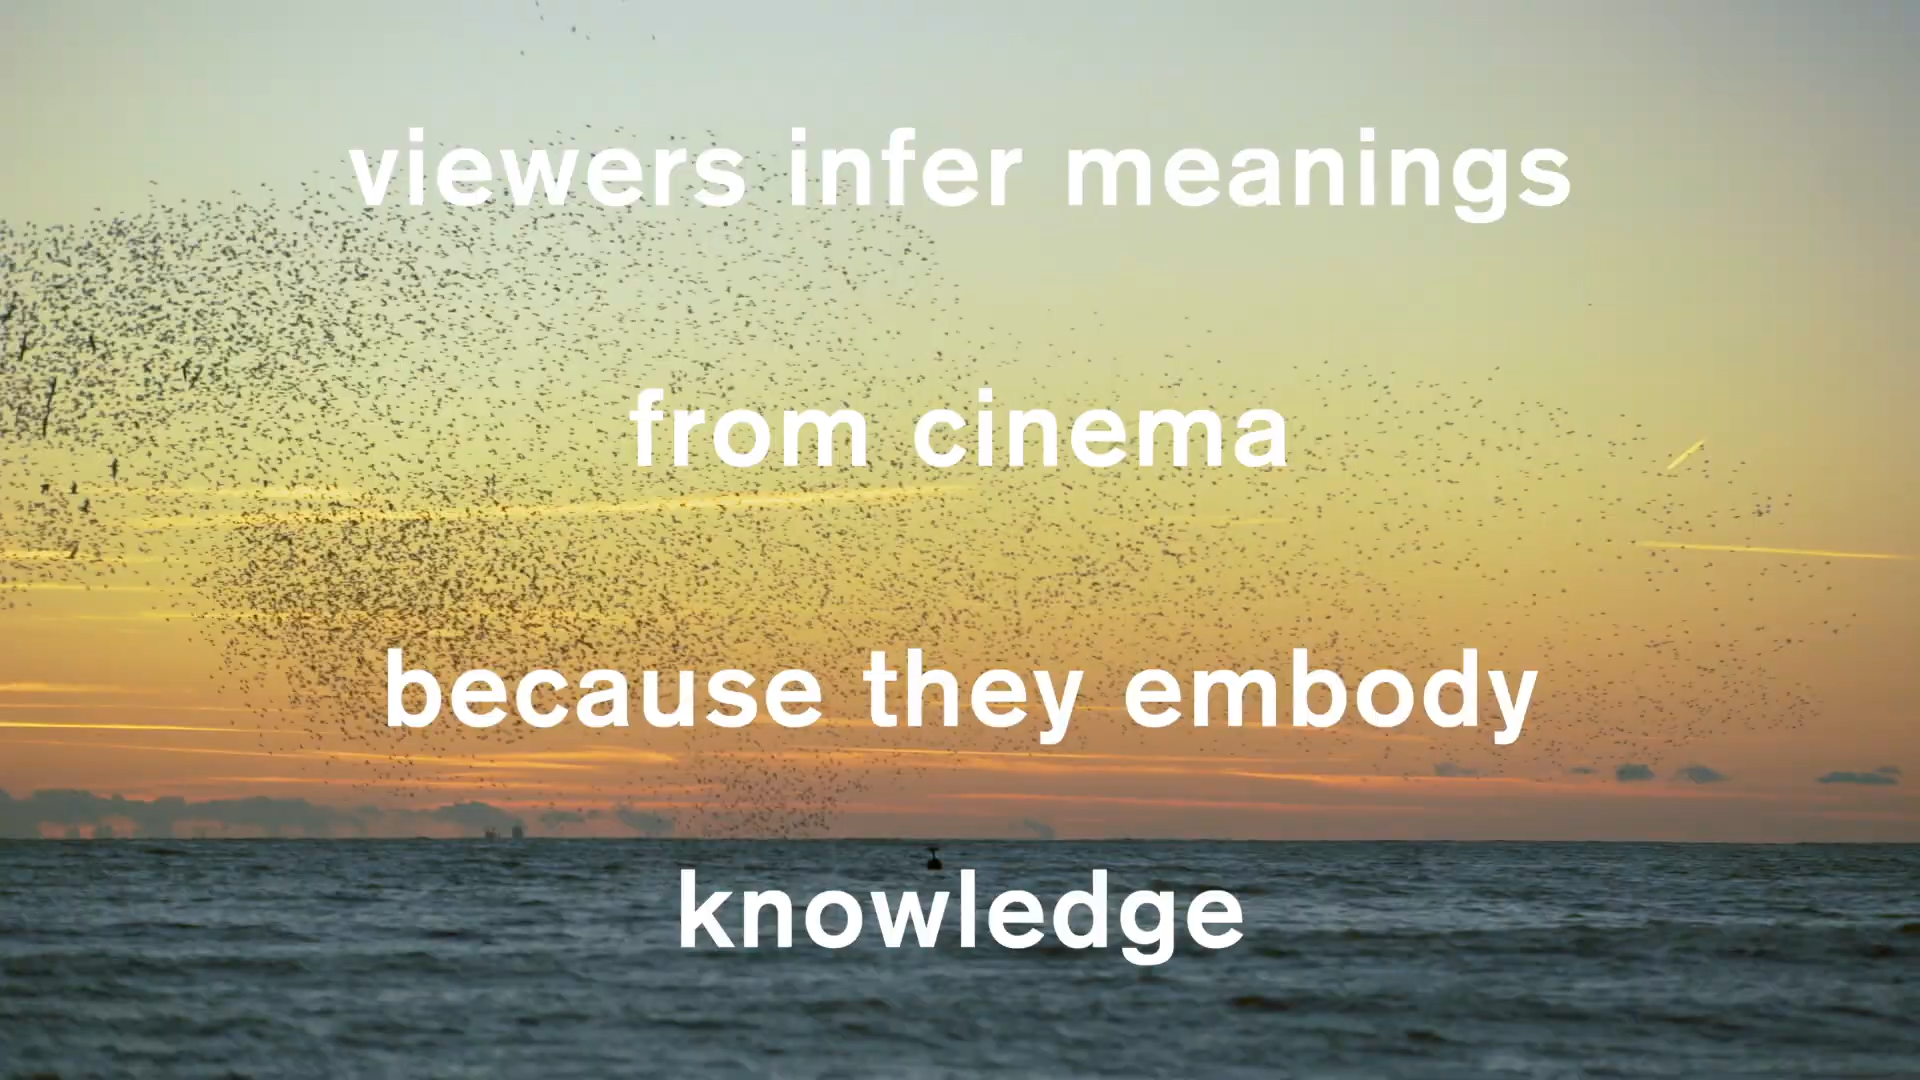 viewers infer meanings
from cinema
because they embody
knowledge